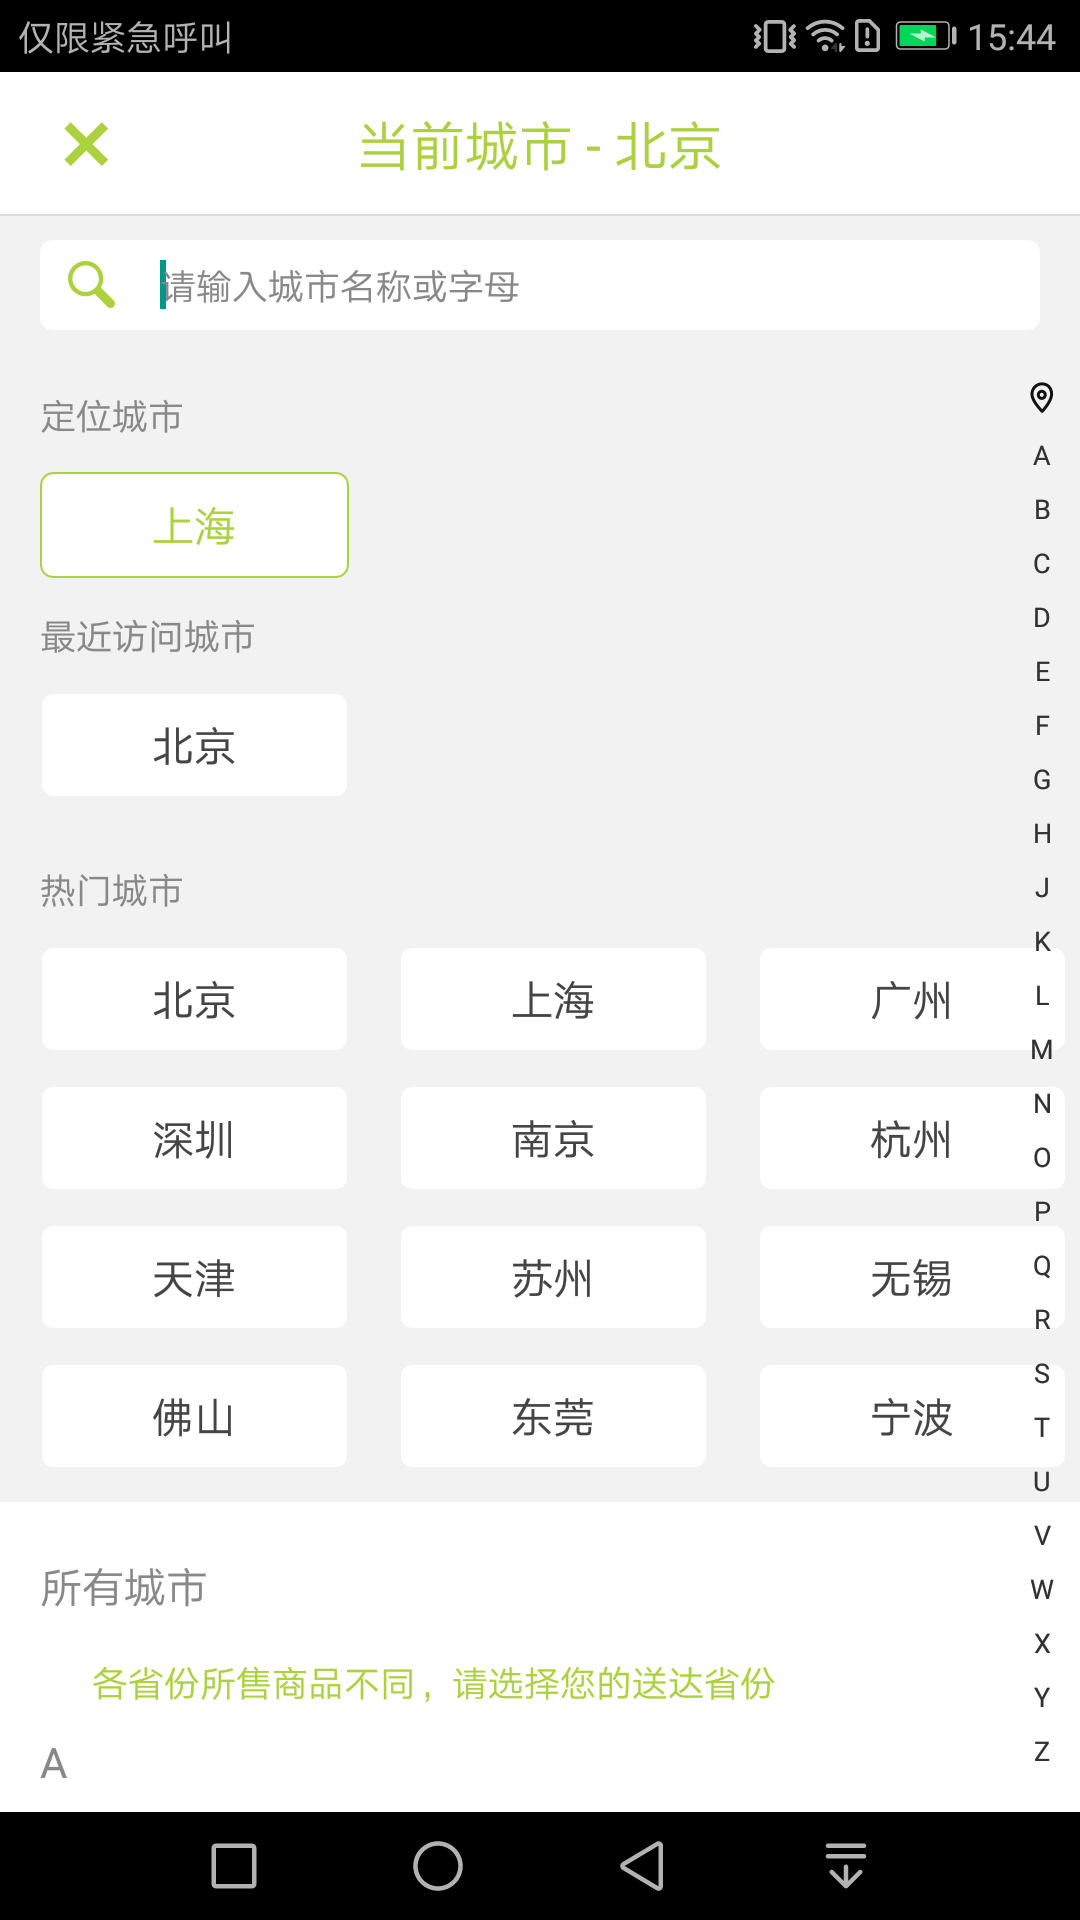 仅限紧急呼叫 15:44
当前城市 - 北京
请输入城市名称或字母
定位城市
上海
最近访问城市
北京
热门城市
北京 上海 广州
深圳 南京 杭州
天津 苏州 无锡
佛山 东莞 宁波
所有城市
各省份所售商品不同，请选择您的送达省份
A
A
B
C
D
E
F
G
H
J
K
L
M
N
O
P
Q
R
S
T
U
V
W
X
Y
Z